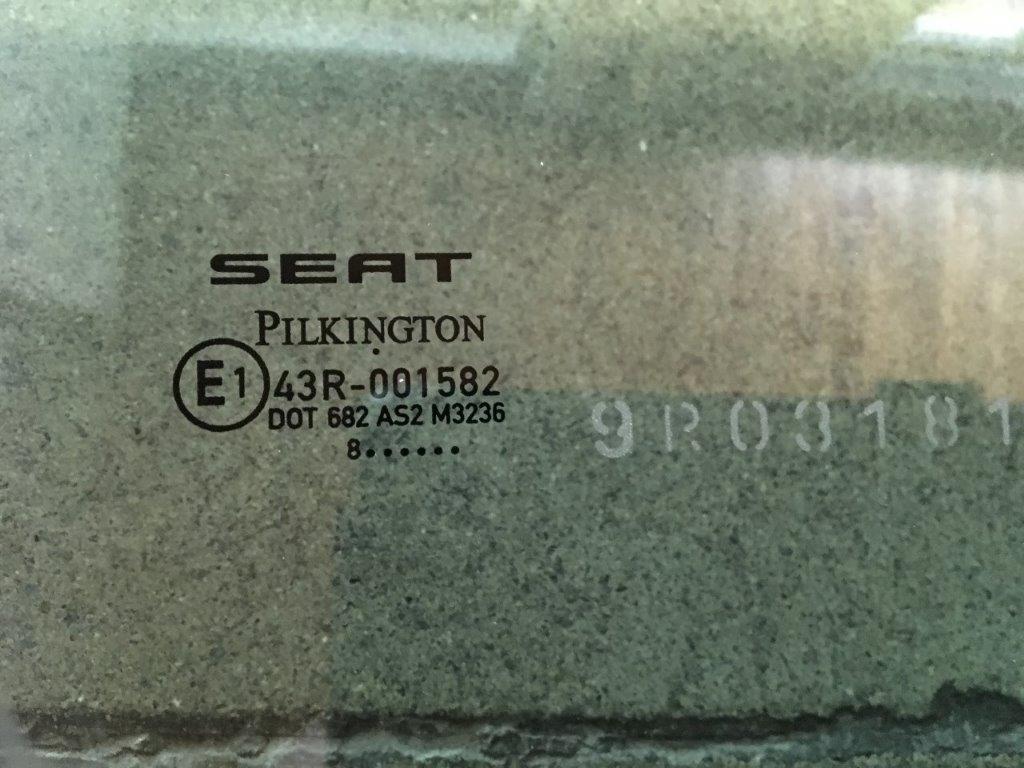 SEAT
PILKINGTON
E1 43R-001582
DOT 682 AS2 M3236
8......
9R03181